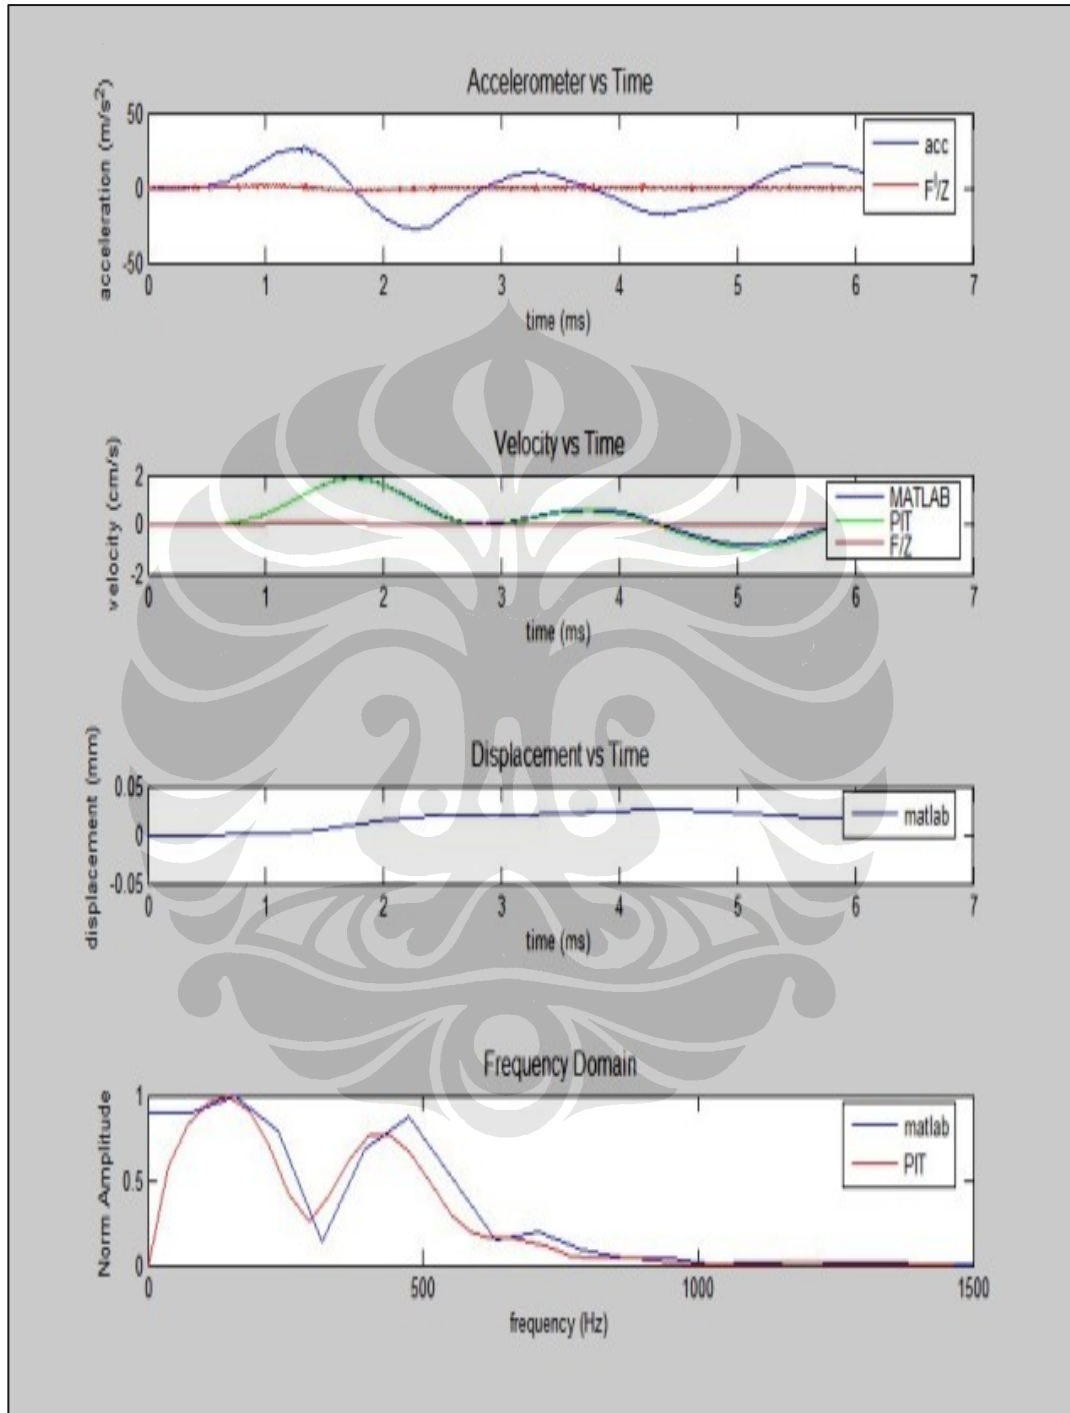 Accelerometer vs Time
acceleration (m/s²)
50
0
-50
acc
F/Z
0 1 2 3 4 5 6 7
time (ms)
Velocity vs Time
velocity (cm/s)
2
0
-2
MATLAB
PIT
F/Z
0 1 2 3 4 5 6 7
time (ms)
Displacement vs Time
displacement (mm)
0.05
0
-0.05
matlab
0 1 2 3 4 5 6 7
time (ms)
Frequency Domain
Norm Amplitude
1
0.5
0
matlab
PIT
0 500 1000 1500
frequency (Hz)